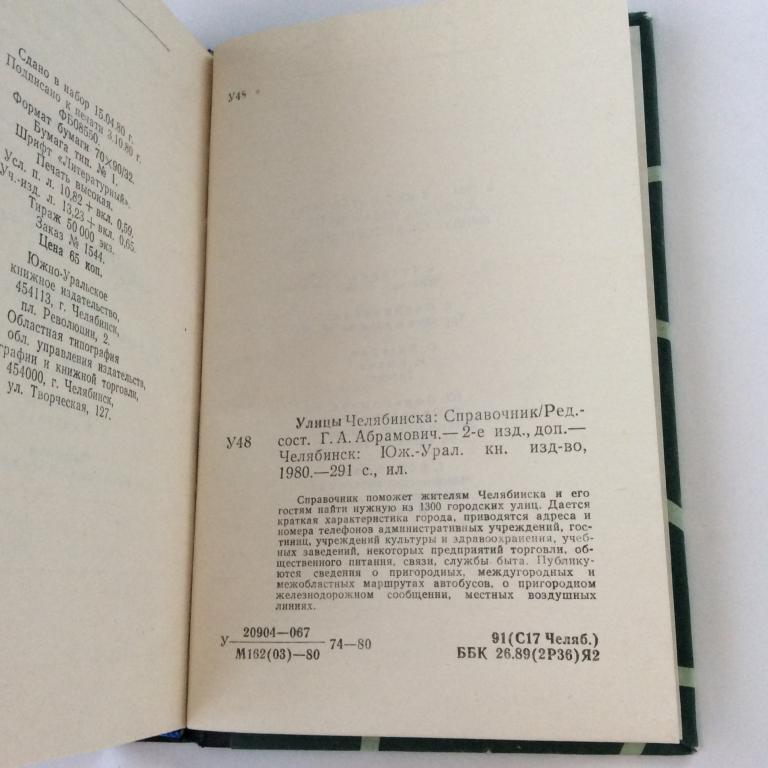 Сдано в набор 15.04.80 г.
Подписано к печати 3.10.80 г.
ФБ08550.
Формат бумаги 70×90/32.
Бумага тип. № 1.
Шрифт «Литературный».
Печать высокая.
Усл. п. л. 10,82 + вкл. 0,59.
Уч.-изд. л. 13,23 + вкл. 0,65.
Тираж 50 000 экз.
Заказ № 1544.
Цена 65 коп.
Южно-Уральское
книжное издательство,
454113, г. Челябинск,
пл. Революции, 2.
Областная типография
обл. управления издательств,
графии и книжной торговли,
454000, г. Челябинск,
ул. Творческая, 127.
У48
Улицы Челябинска: Справочник/Ред.-
У48 сост. Г. А. Абрамович.— 2-е изд., доп.—
Челябинск: Юж.-Урал. кн. изд-во,
1980.—291 с., ил.
Справочник поможет жителям Челябинска и его
гостям найти нужную из 1300 городских улиц. Дается
краткая характеристика города, приводятся адреса и
номера телефонов административных учреждений, гос-
тиниц, учреждений культуры и здравоохранения, учеб-
ных заведений, некоторых предприятий торговли, об-
щественного питания, связи, службы быта. Публику-
ются сведения о пригородных, междугородных и
межобластных маршрутах автобусов, о пригородном
железнодорожном сообщении, местных воздушных
линиях.
У 20904—067
М162(03)—80 74—80
91(С17 Челяб.)
ББК 26.89(2Р36)Я2